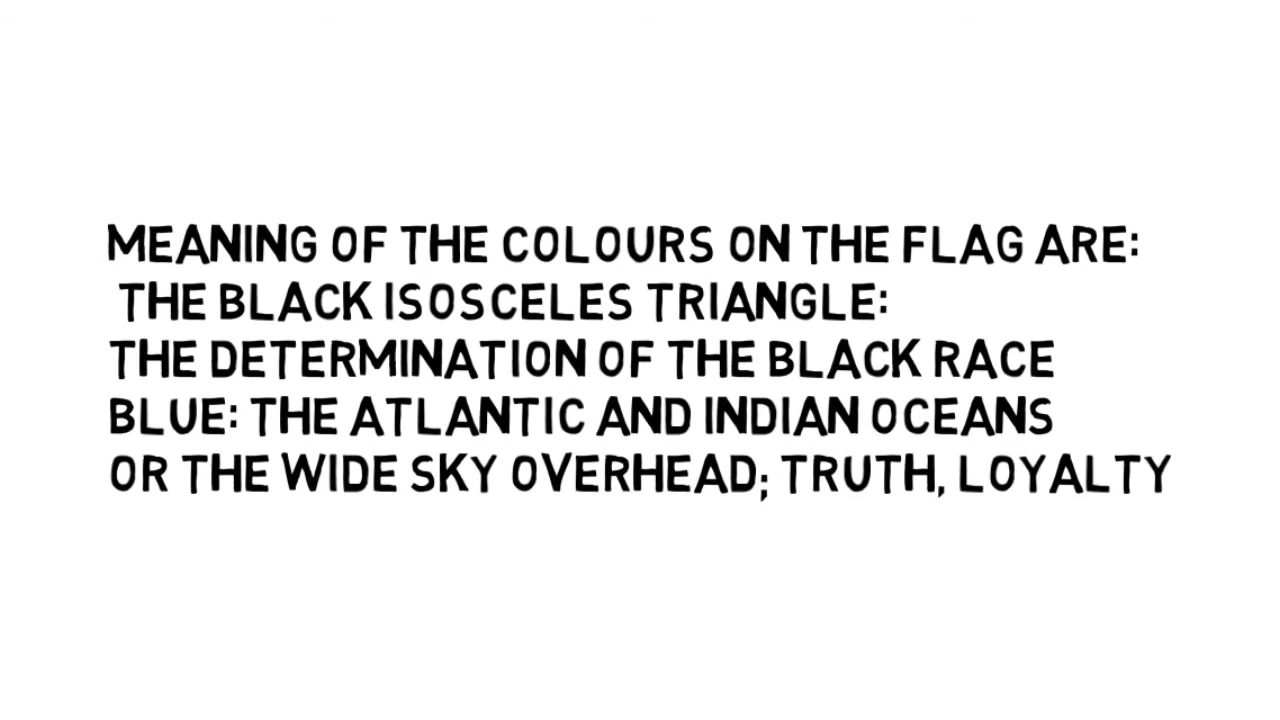 MEANING OF THE COLOURS ON THE FLAG ARE:
THE BLACK ISOSCELES TRIANGLE:
THE DETERMINATION OF THE BLACK RACE
BLUE: THE ATLANTIC AND INDIAN OCEANS
OR THE WIDE SKY OVERHEAD; TRUTH, LOYALTY